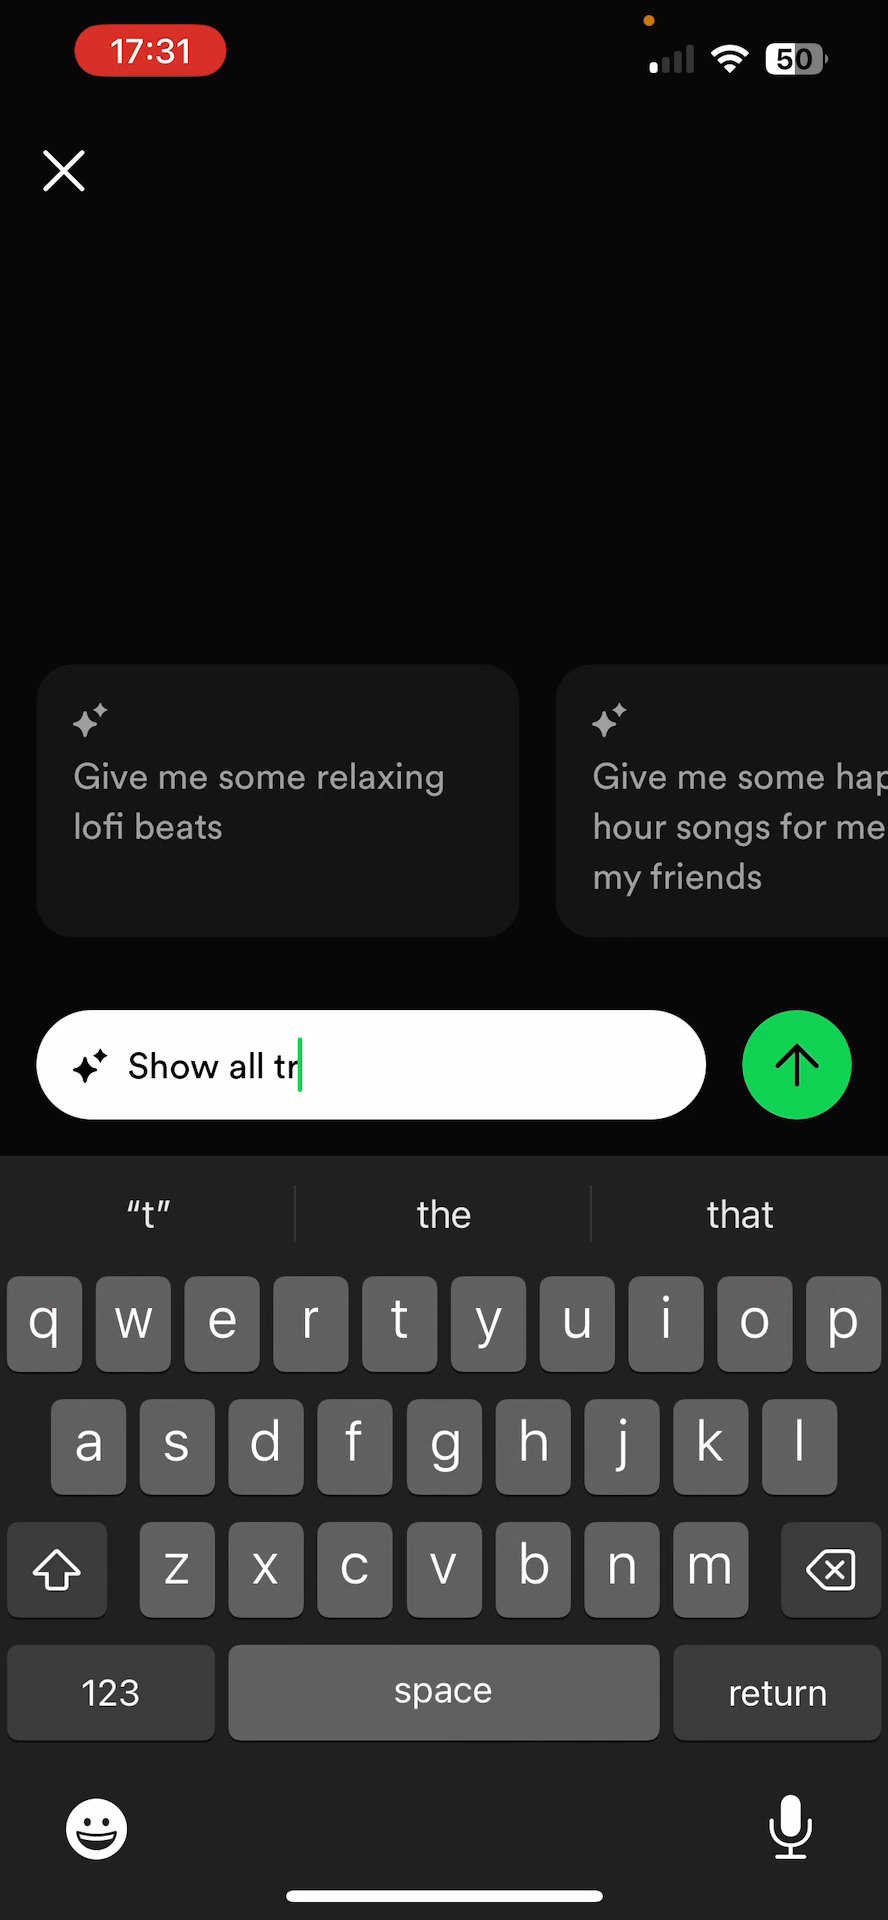 17:31
50
Give me some relaxing
lofi beats
Give me some hap
hour songs for me
my friends
Show all tr
“t”
the
that
q w e r t y u i o p
a s d f g h j k l
z x c v b n m
123
space
return